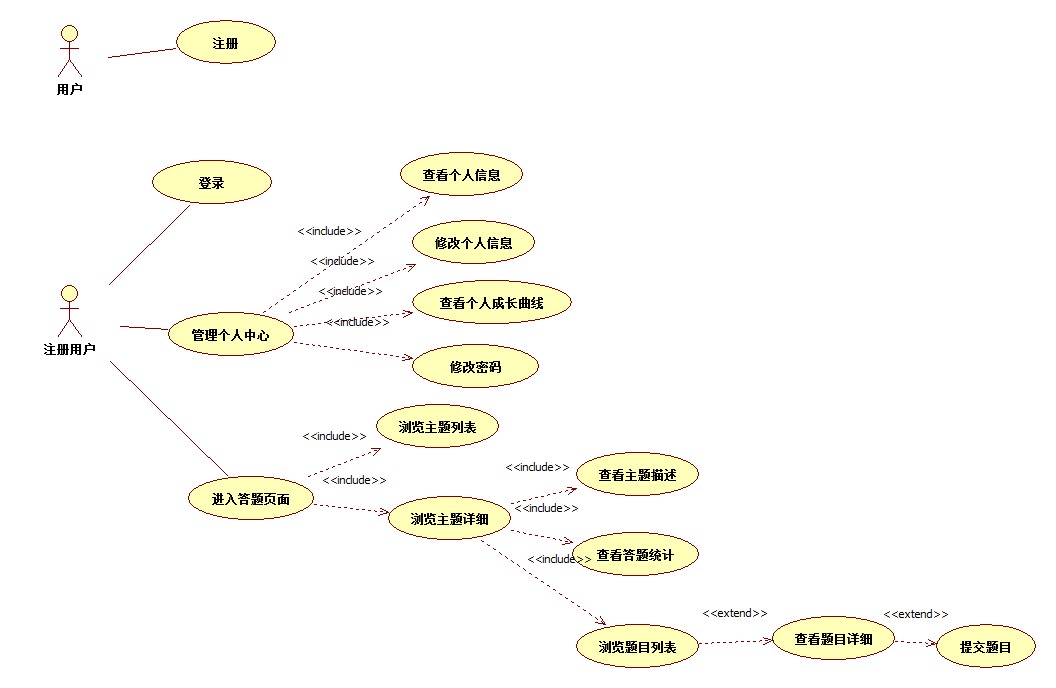 注册
用户
查看个人信息
登录
<<include>>
修改个人信息
<<include>>
<<include>>
查看个人成长曲线
<<include>>
管理个人中心
注册用户
修改密码
浏览主题列表
<<include>>
<<include>>
进入答题页面
<<include>>
查看主题描述
<<include>>
浏览主题详细
<<include>>
查看答题统计
<<extend>>
<<extend>>
浏览题目列表
查看题目详细
提交题目